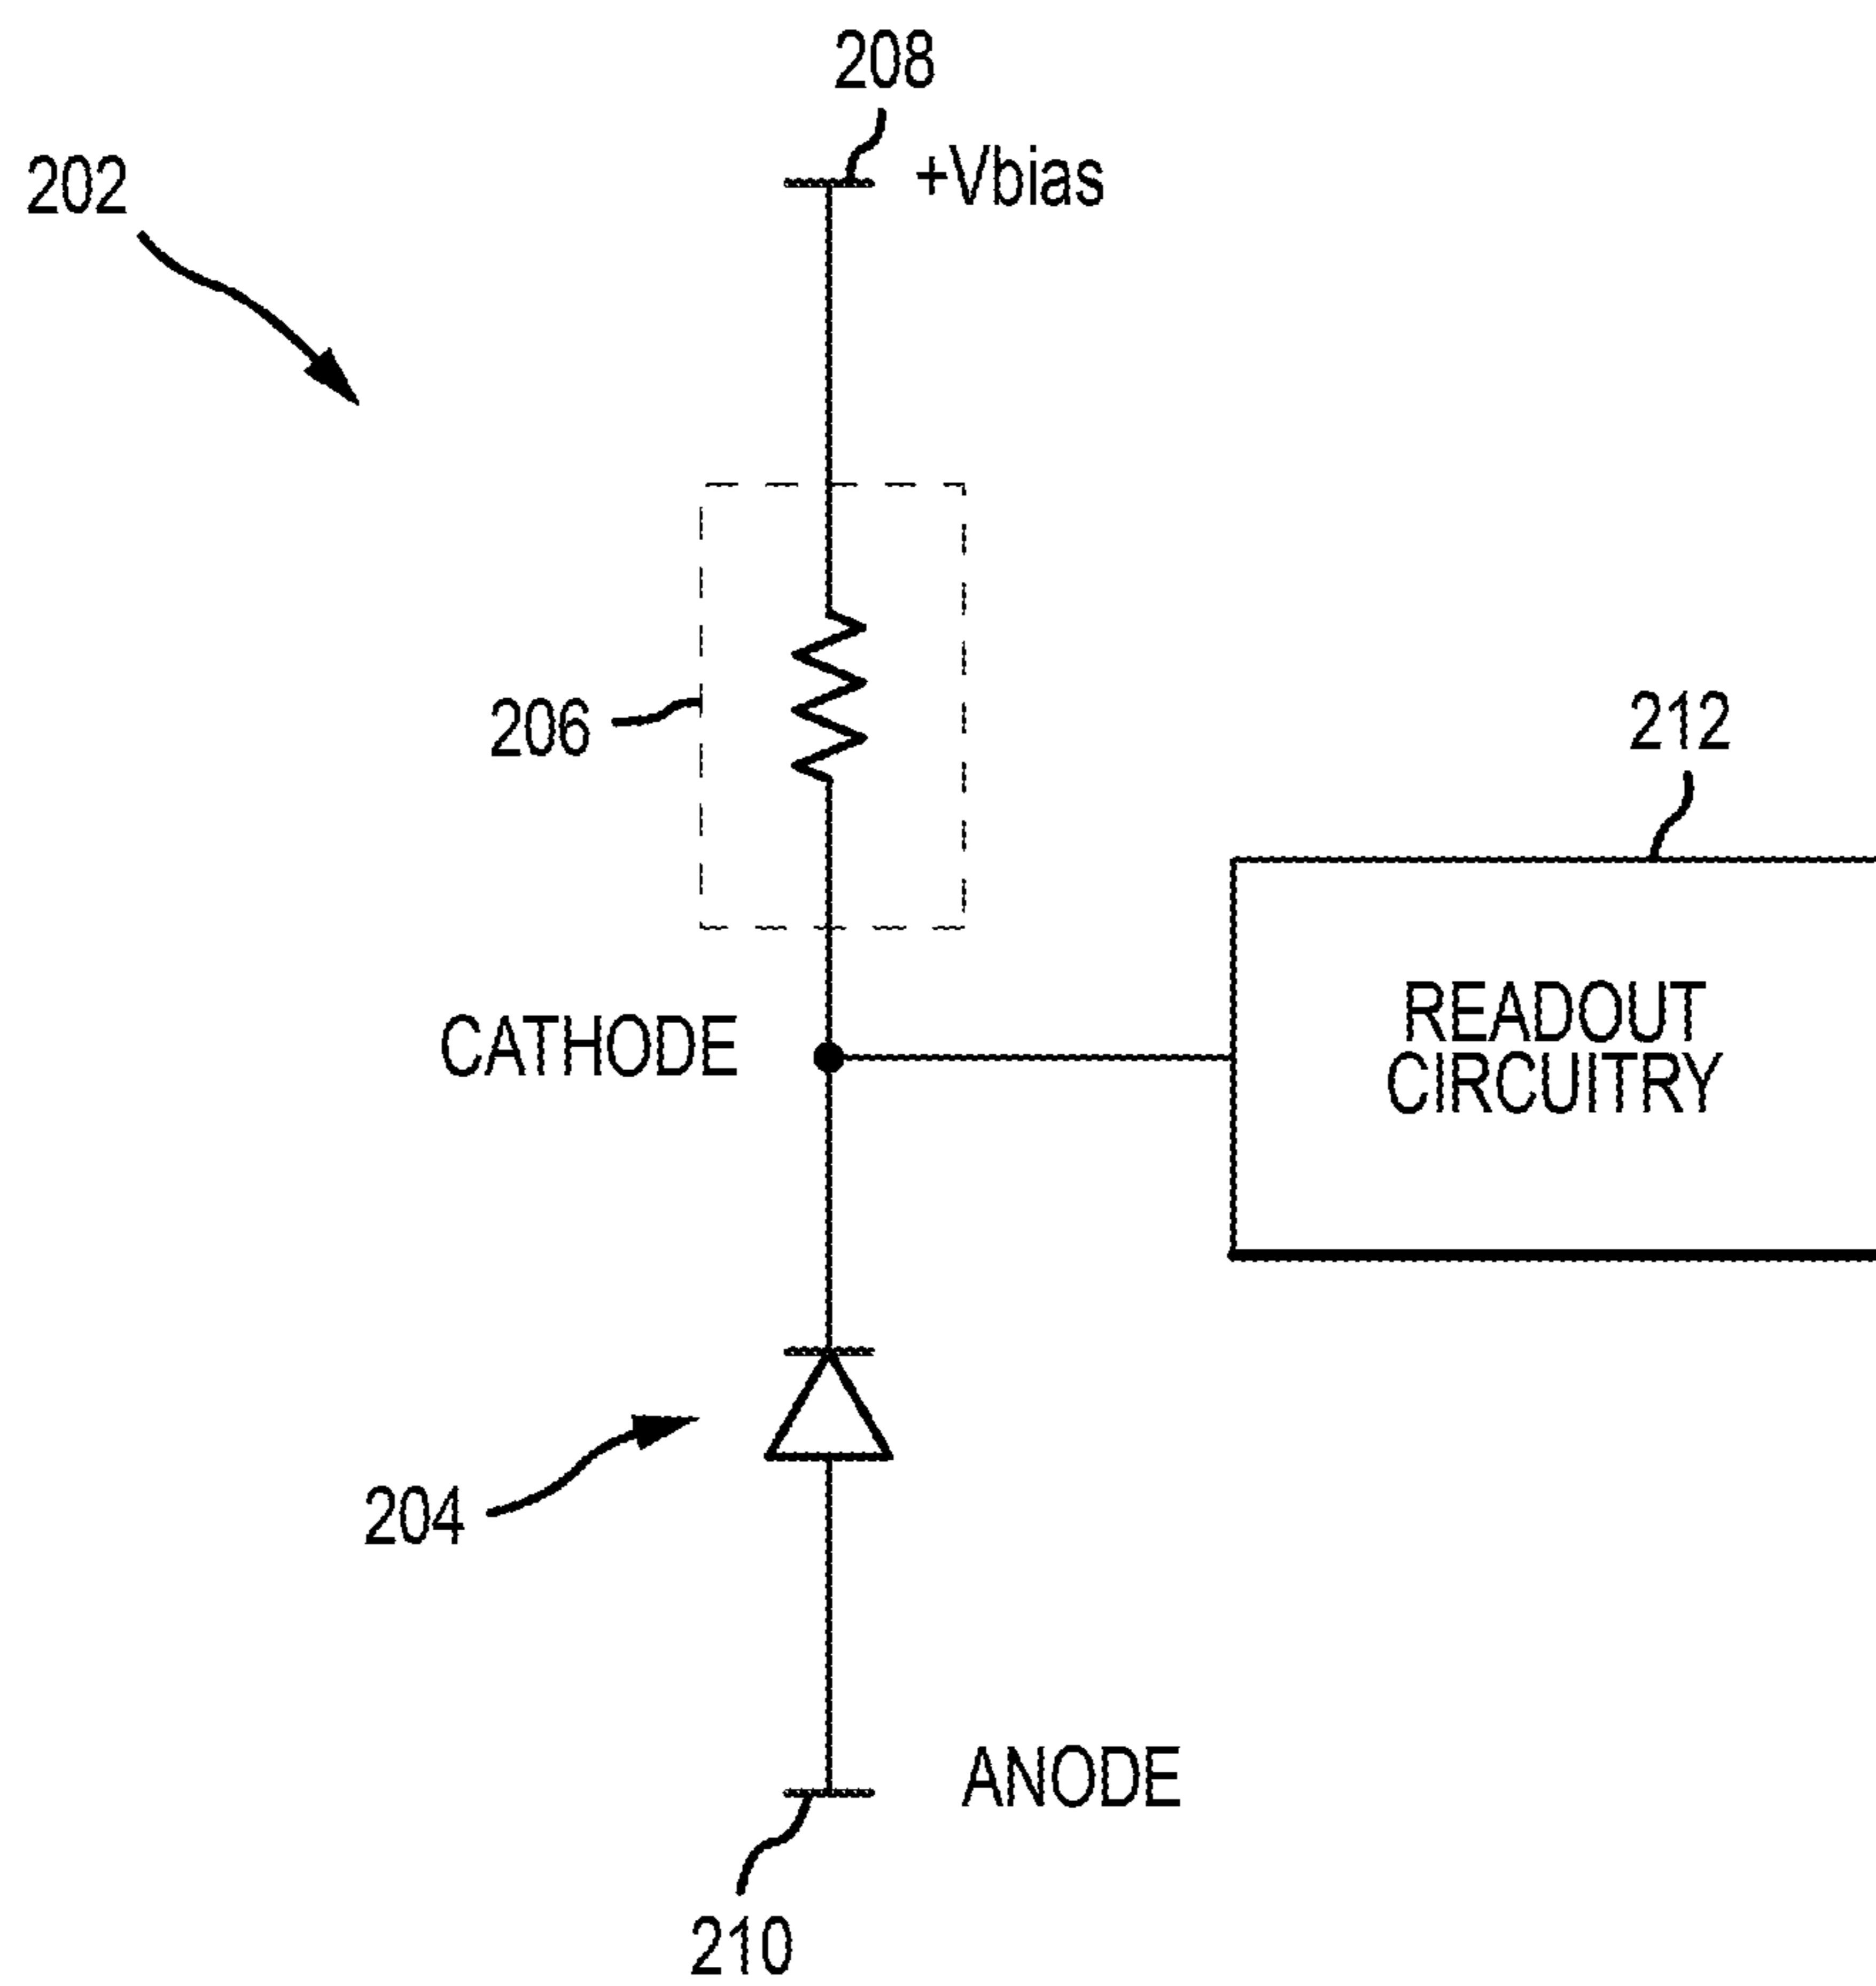 208
+Vbias
202
206
212
READOUT
CIRCUITRY
CATHODE
204
ANODE
210